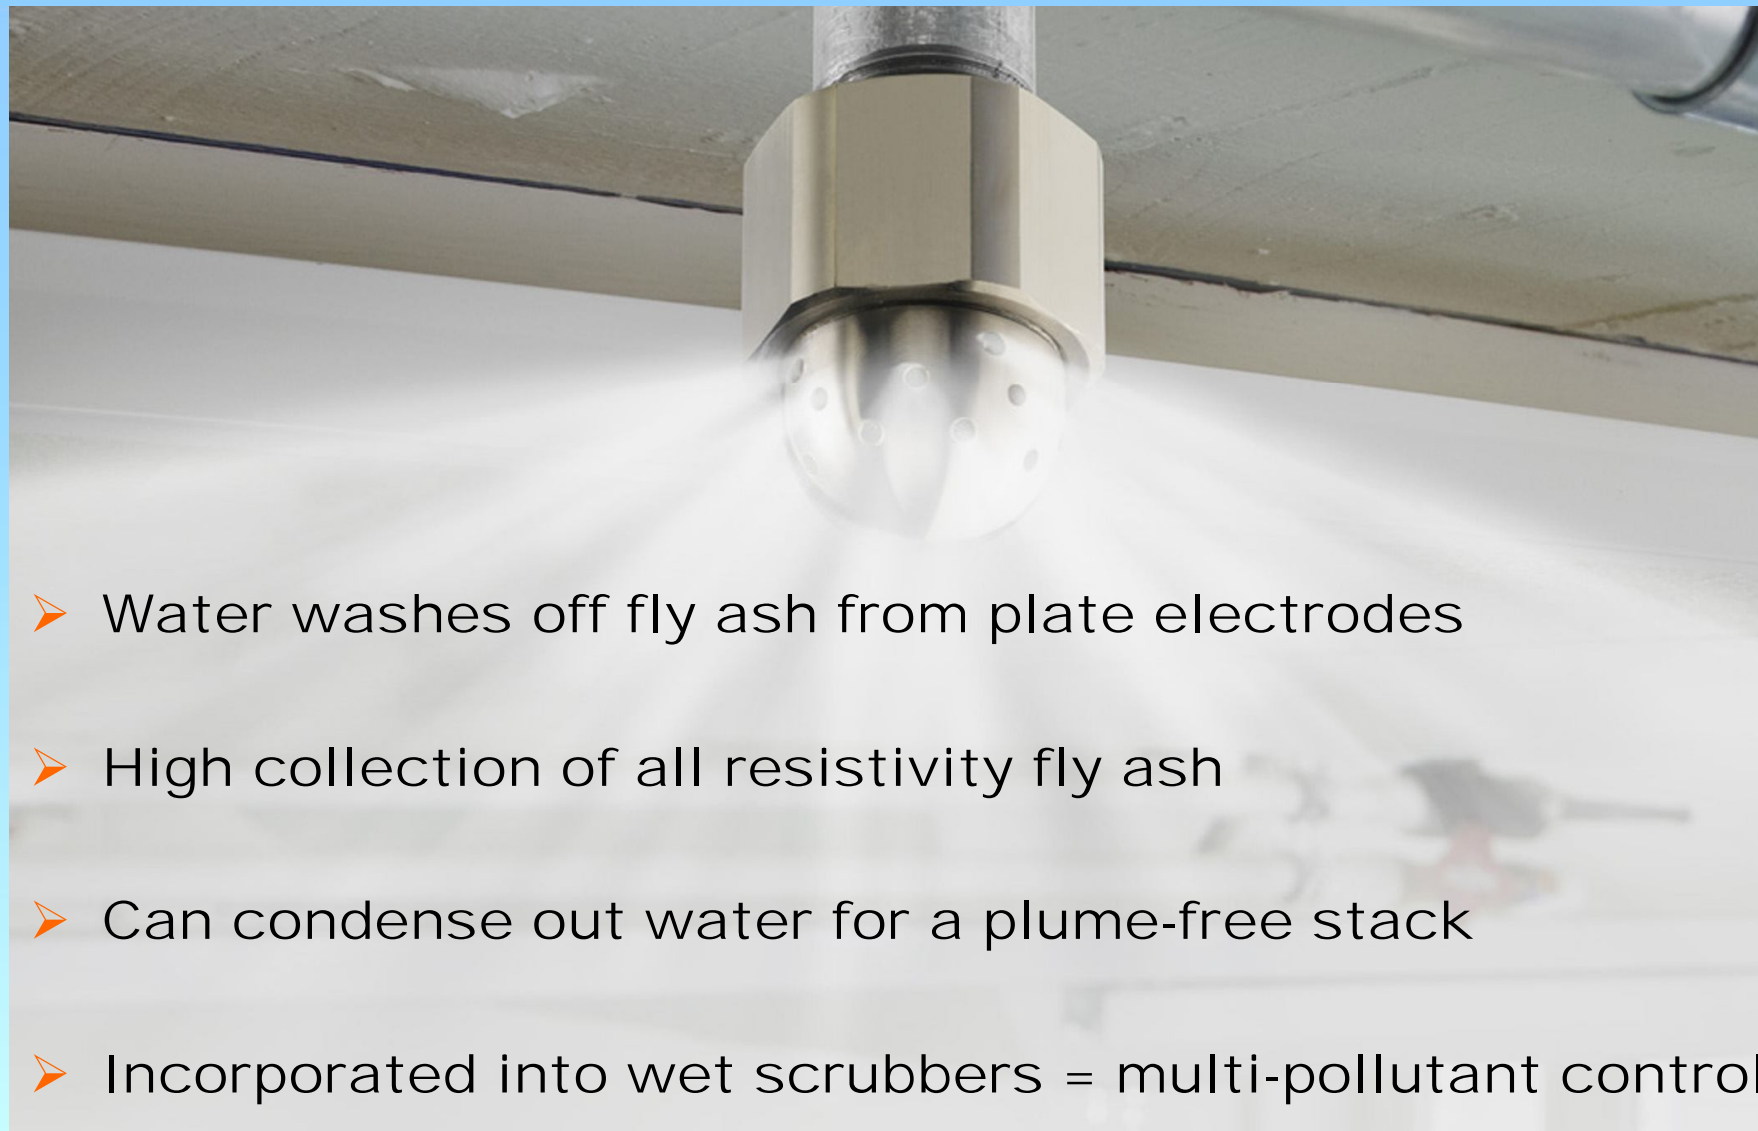 Water washes off fly ash from plate electrodes
High collection of all resistivity fly ash
Can condense out water for a plume-free stack
Incorporated into wet scrubbers = multi-pollutant control